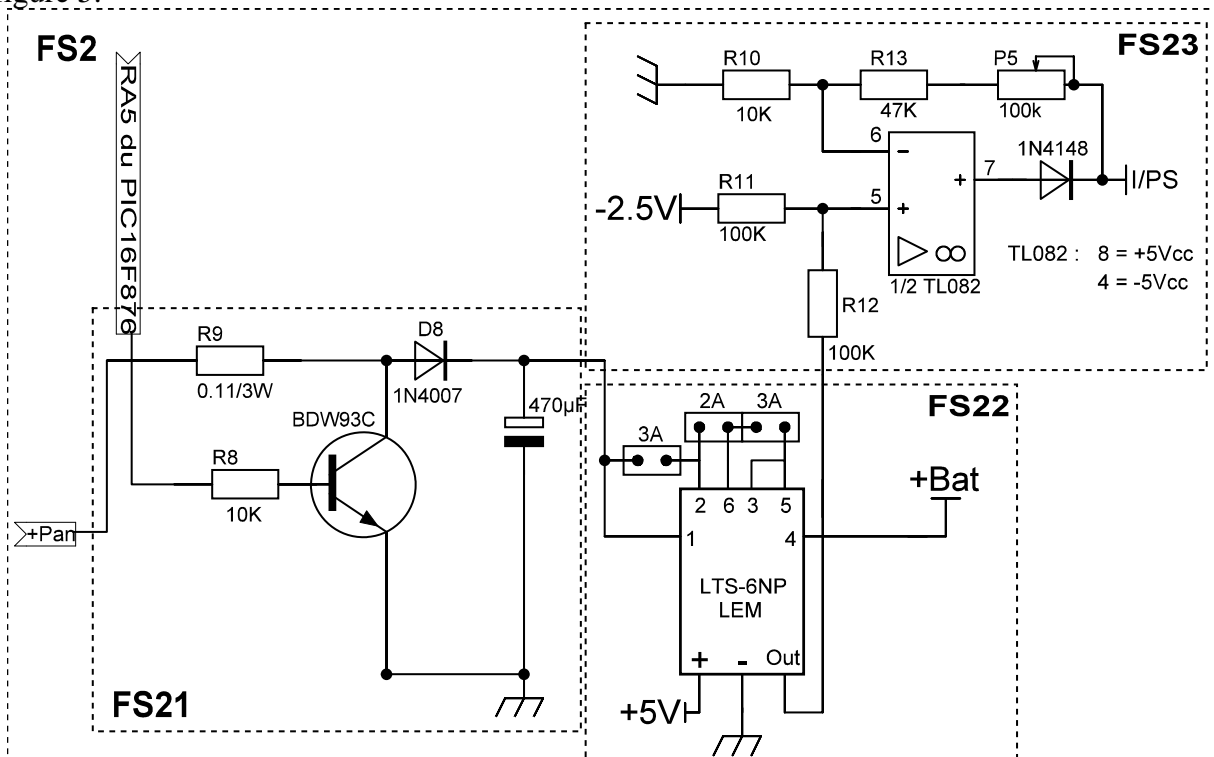 FS2
RA5 du PIC16F876
FS23
R10
10K
R13
47K
P5
100k
6
-
7
+
1N4148
I/PS
-2.5V
R11
100K
5
+
∞
1/2 TL082
TL082 : 8 = +5Vcc
4 = -5Vcc
R12
100K
R9
0.11/3W
D8
1N4007
470µF
BDW93C
R8
10K
+Pan
FS21
FS22
2A 3A
3A
2 6 3 5
1 4
+Bat
LTS-6NP
LEM
+ - Out
+5V